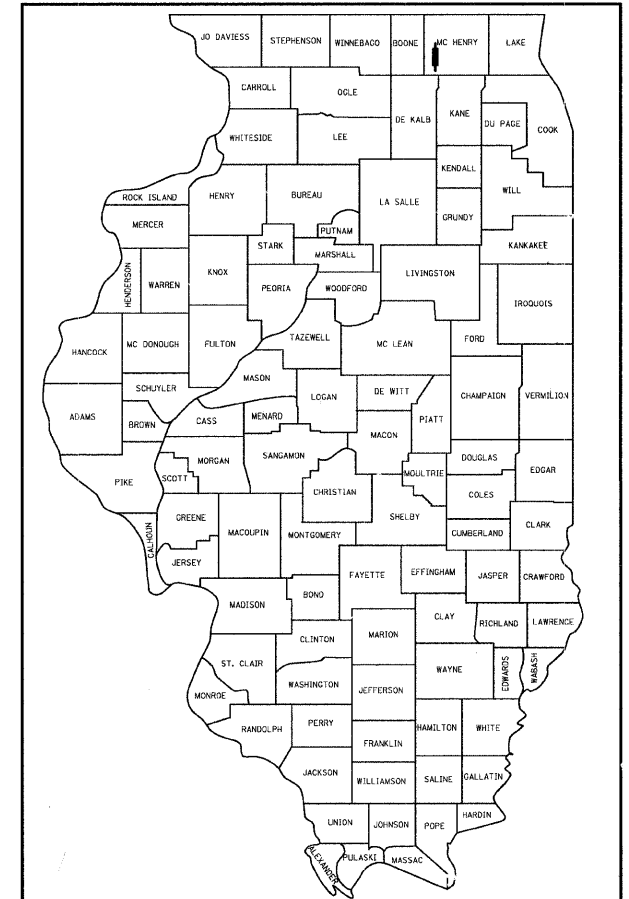 JO DAVIESS
STEPHENSON
WINNEBAGO
BOONE
MC HENRY
LAKE
CARROLL
OGLE
DE KALB
KANE
DU PAGE
COOK
WHITESIDE
LEE
KENDALL
WILL
ROCK ISLAND
HENRY
BUREAU
LA SALLE
GRUNDY
MERCER
PUTNAM
STARK
MARSHALL
KANKAKEE
HENDERSON
WARREN
KNOX
PEORIA
WOODFORD
LIVINGSTON
IROQUOIS
HANCOCK
MC DONOUGH
FULTON
TAZEWELL
MC LEAN
FORD
MASON
SCHUYLER
LOGAN
DE WITT
CHAMPAIGN
VERMILION
ADAMS
BROWN
CASS
MENARD
MACON
PIATT
SANGAMON
DOUGLAS
MORGAN
EDGAR
PIKE
SCOTT
MOULTRIE
CHRISTIAN
COLES
GREENE
SHELBY
CALHOUN
MACOUPIN
MONTGOMERY
CUMBERLAND
CLARK
JERSEY
FAYETTE
EFFINGHAM
JASPER
CRAWFORD
BOND
MADISON
CLAY
RICHLAND
LAWRENCE
CLINTON
MARION
ST. CLAIR
WAYNE
EDWARDS
WABASH
WASHINGTON
JEFFERSON
MONROE
RANDOLPH
PERRY
HAMILTON
WHITE
FRANKLIN
JACKSON
WILLIAMSON
SALINE
GALLATIN
UNION
JOHNSON
POPE
HARDIN
ALEXANDER
PULASKI
MASSAC